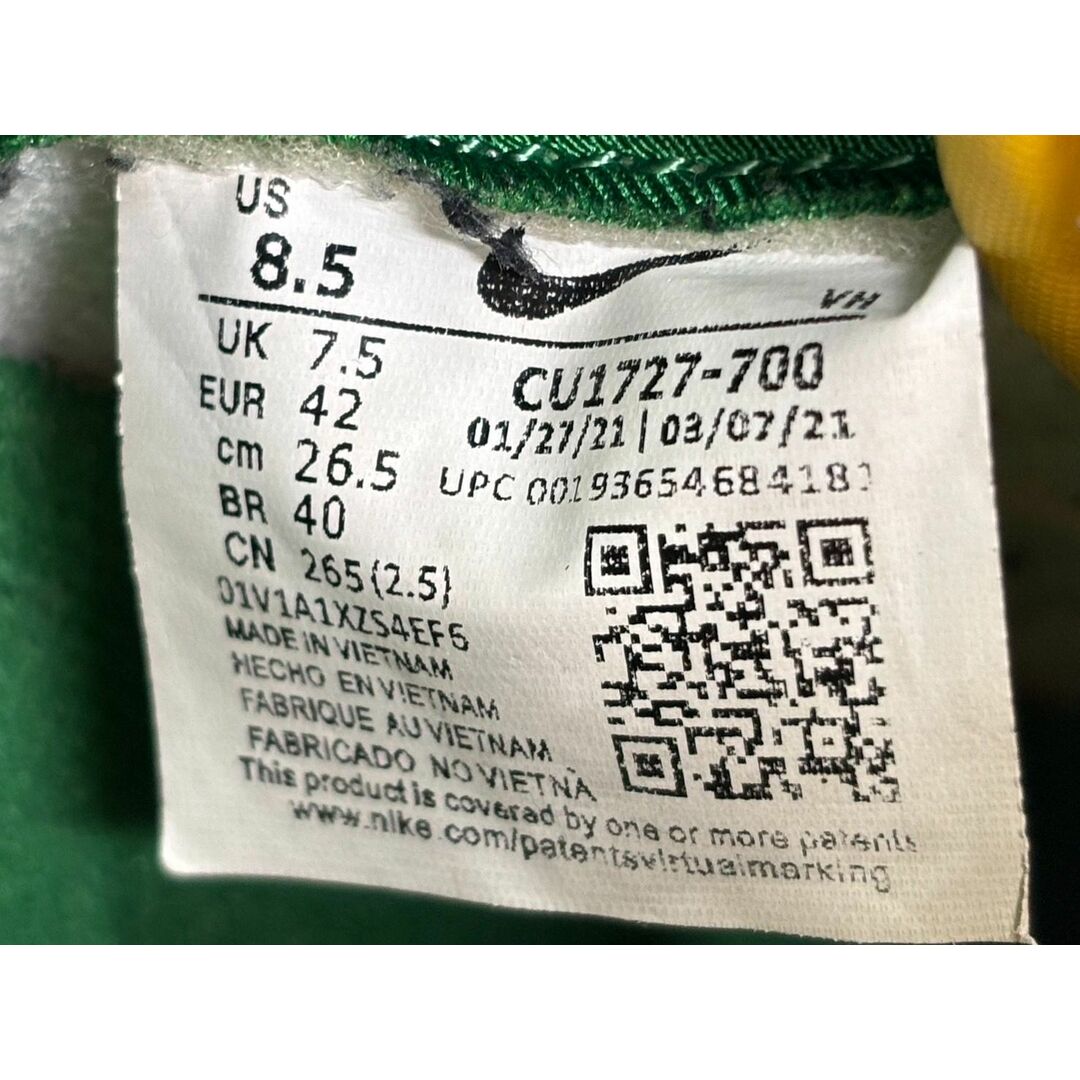 US
8.5
VH
UK 7.5
EUR 42
cm 26.5
BR 40
CN 265(2.5)
CU1727-700
01/27/21 | 03/07/21
UPC 00193654684181
01V1A1XZS4EF6
MADE IN VIETNAM
HECHO EN VIETNAM
FABRIQUE AU VIETNAM
FABRICADO NO VIETNA
This product is covered by one or more patents
www.nike.com/patentsvirtualmarking